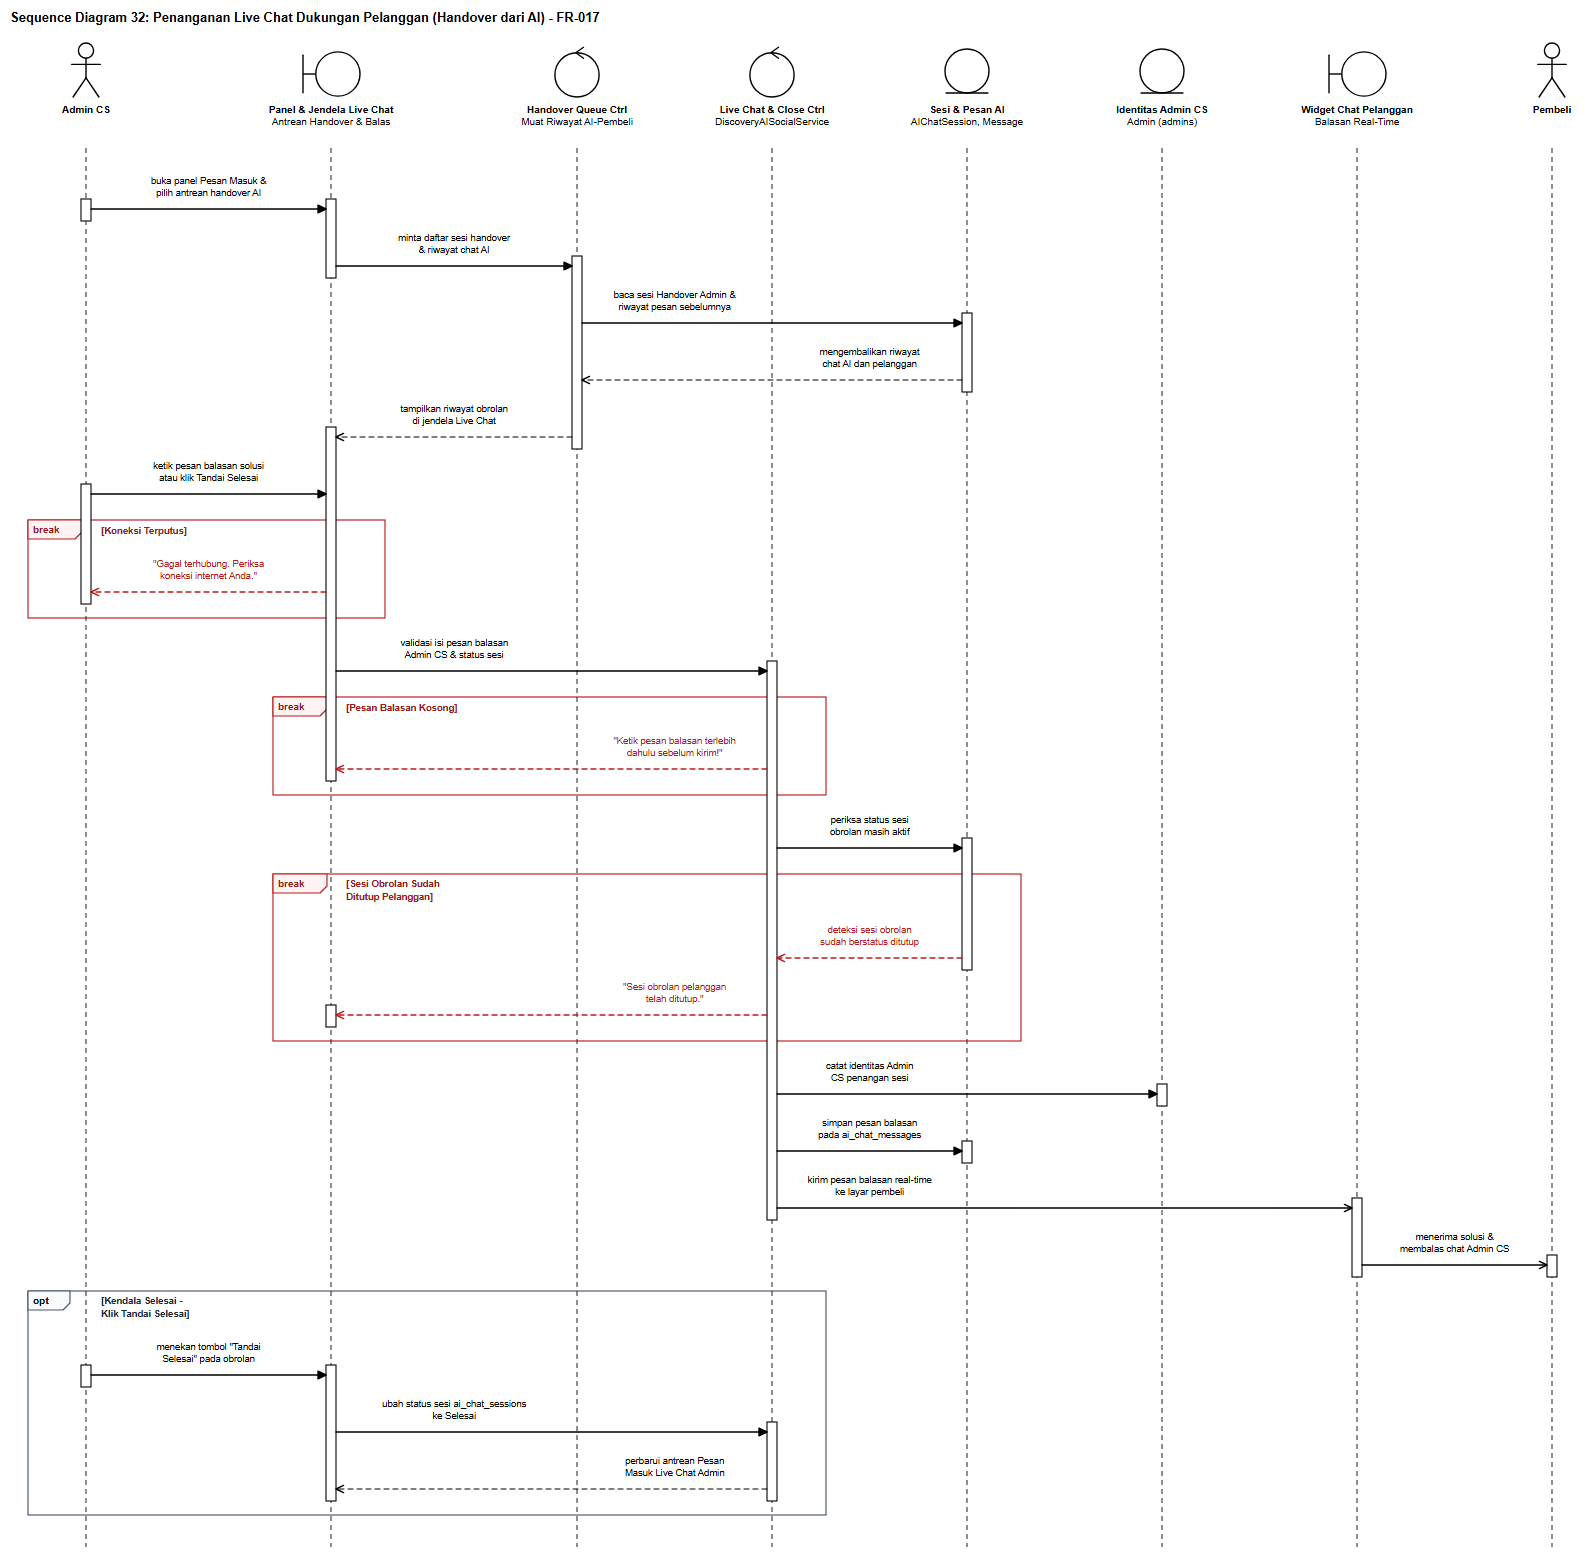 Sequence Diagram 32: Penanganan Live Chat Dukungan Pelanggan (Handover dari AI) - FR-017
Admin CS
Panel & Jendela Live Chat
Antrean Handover & Balas
Handover Queue Ctrl
Muat Riwayat AI-Pembeli
Live Chat & Close Ctrl
DiscoveryAISocialService
Sesi & Pesan AI
AIChatSession, Message
Identitas Admin CS
Admin (admins)
Widget Chat Pelanggan
Balasan Real-Time
Pembeli
buka panel Pesan Masuk &
pilih antrean handover AI
minta daftar sesi handover
& riwayat chat AI
baca sesi Handover Admin &
riwayat pesan sebelumnya
mengembalikan riwayat
chat AI dan pelanggan
tampilkan riwayat obrolan
di jendela Live Chat
ketik pesan balasan solusi
atau klik Tandai Selesai
break
[Koneksi Terputus]
"Gagal terhubung. Periksa
koneksi internet Anda."
validasi isi pesan balasan
Admin CS & status sesi
break
[Pesan Balasan Kosong]
"Ketik pesan balasan terlebih
dahulu sebelum kirim!"
periksa status sesi
obrolan masih aktif
break
[Sesi Obrolan Sudah
Ditutup Pelanggan]
deteksi sesi obrolan
sudah berstatus ditutup
"Sesi obrolan pelanggan
telah ditutup."
catat identitas Admin
CS penangan sesi
simpan pesan balasan
pada ai_chat_messages
kirim pesan balasan real-time
ke layar pembeli
menerima solusi &
membalas chat Admin CS
opt
[Kendala Selesai -
Klik Tandai Selesai]
menekan tombol "Tandai
Selesai" pada obrolan
ubah status sesi ai_chat_sessions
ke Selesai
perbarui antrean Pesan
Masuk Live Chat Admin